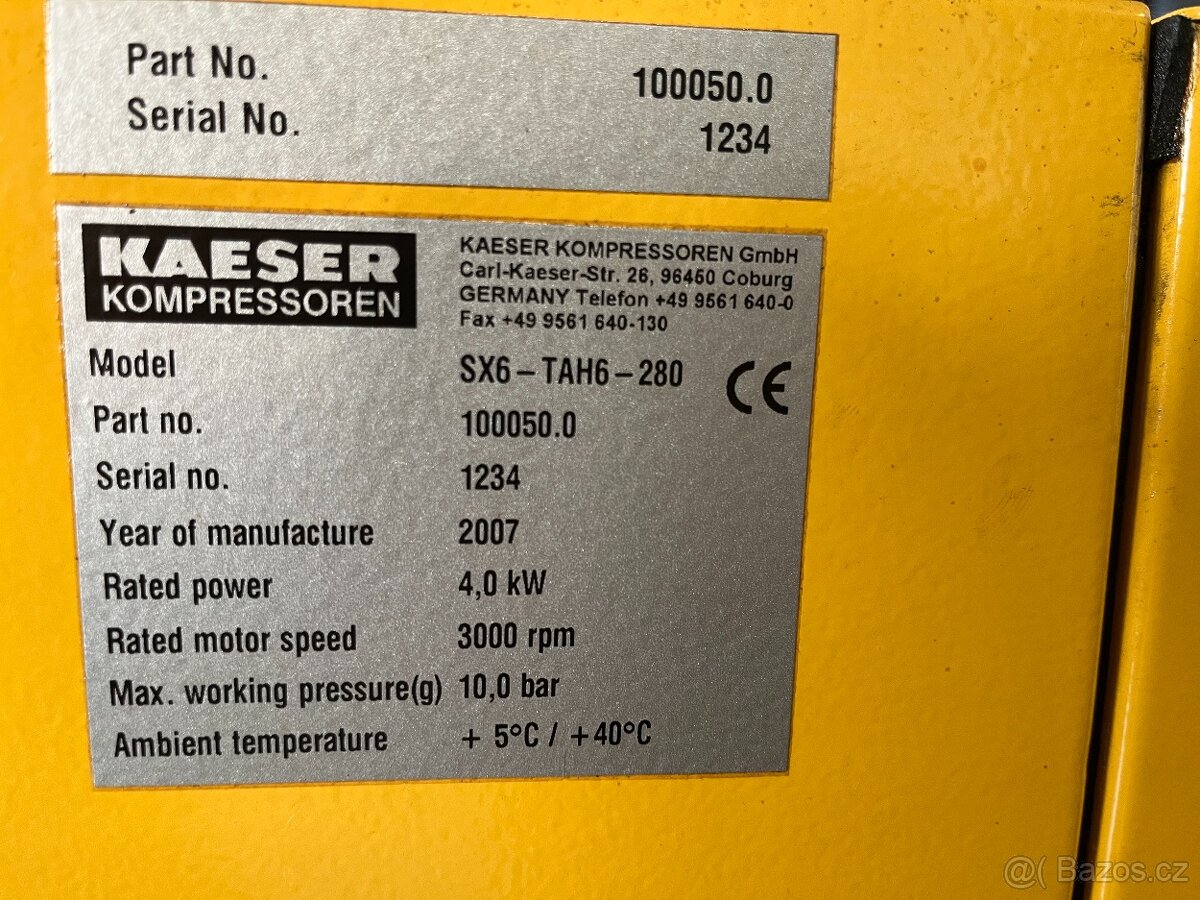 Part No. 100050.0
Serial No. 1234
KAESER
KOMPRESSOREN
KAESER KOMPRESSOREN GmbH
Carl-Kaeser-Str. 26, 96450 Coburg
GERMANY Telefon +49 9561 640-0
Fax +49 9561 640-130
Model SX6 – TAH6 – 280 CE
Part no. 100050.0
Serial no. 1234
Year of manufacture 2007
Rated power 4,0 kW
Rated motor speed 3000 rpm
Max. working pressure(g) 10,0 bar
Ambient temperature + 5°C / +40°C
@( Bazos.cz